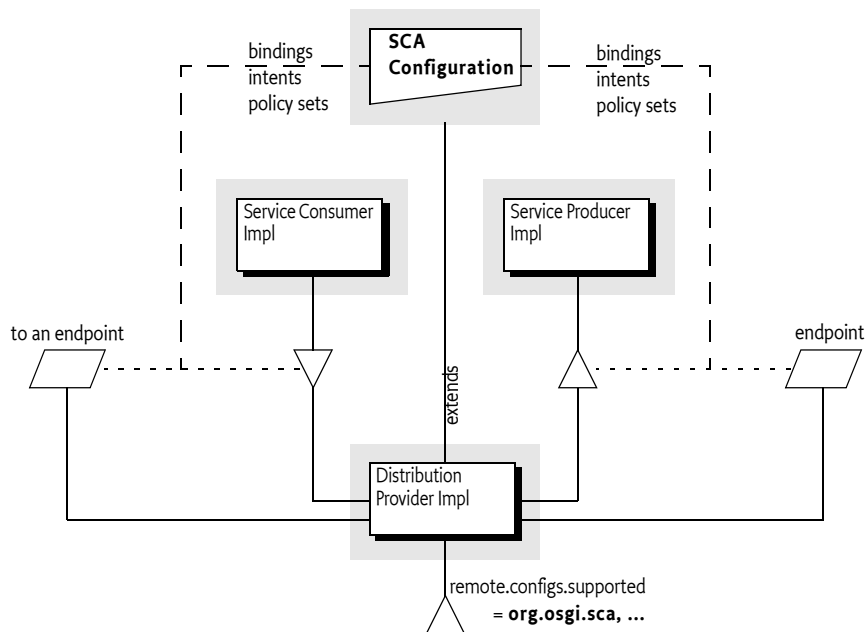 SCA
Configuration
bindings
intents
policy sets
bindings
intents
policy sets
Service Consumer
Impl
Service Producer
Impl
to an endpoint
endpoint
extends
Distribution
Provider Impl
remote.configs.supported
= org.osgi.sca, ...